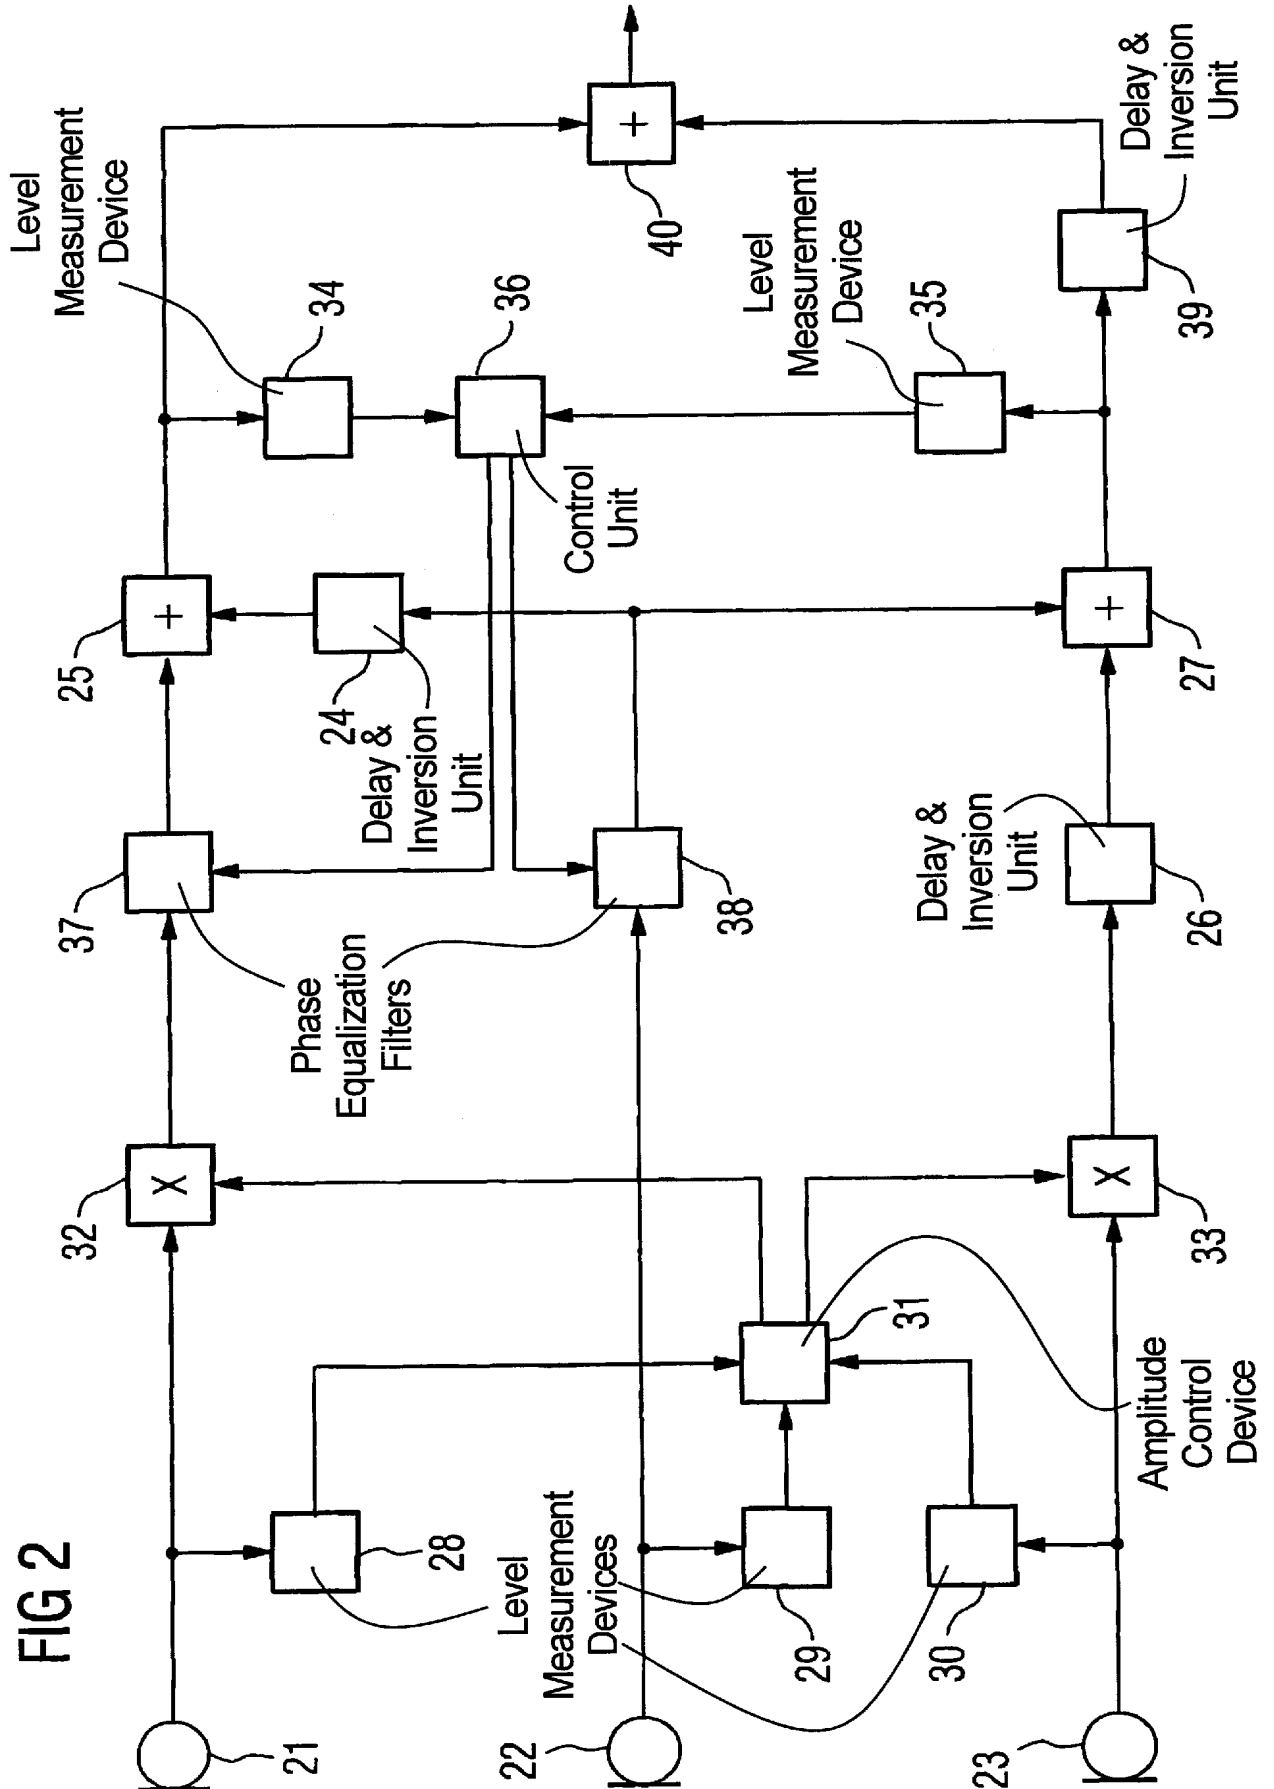 FIG 2
21
22
23
28
Level
Measurement
Devices
29
30
31
Amplitude
Control
Device
32
X
33
X
37
Phase
Equalization
Filters
38
26
Delay &
Inversion
Unit
25
+
24
Delay &
Inversion
Unit
27
+
Level
Measurement
Device
34
36
Control
Unit
Level
Measurement
Device
35
39
Delay &
Inversion
Unit
40
+